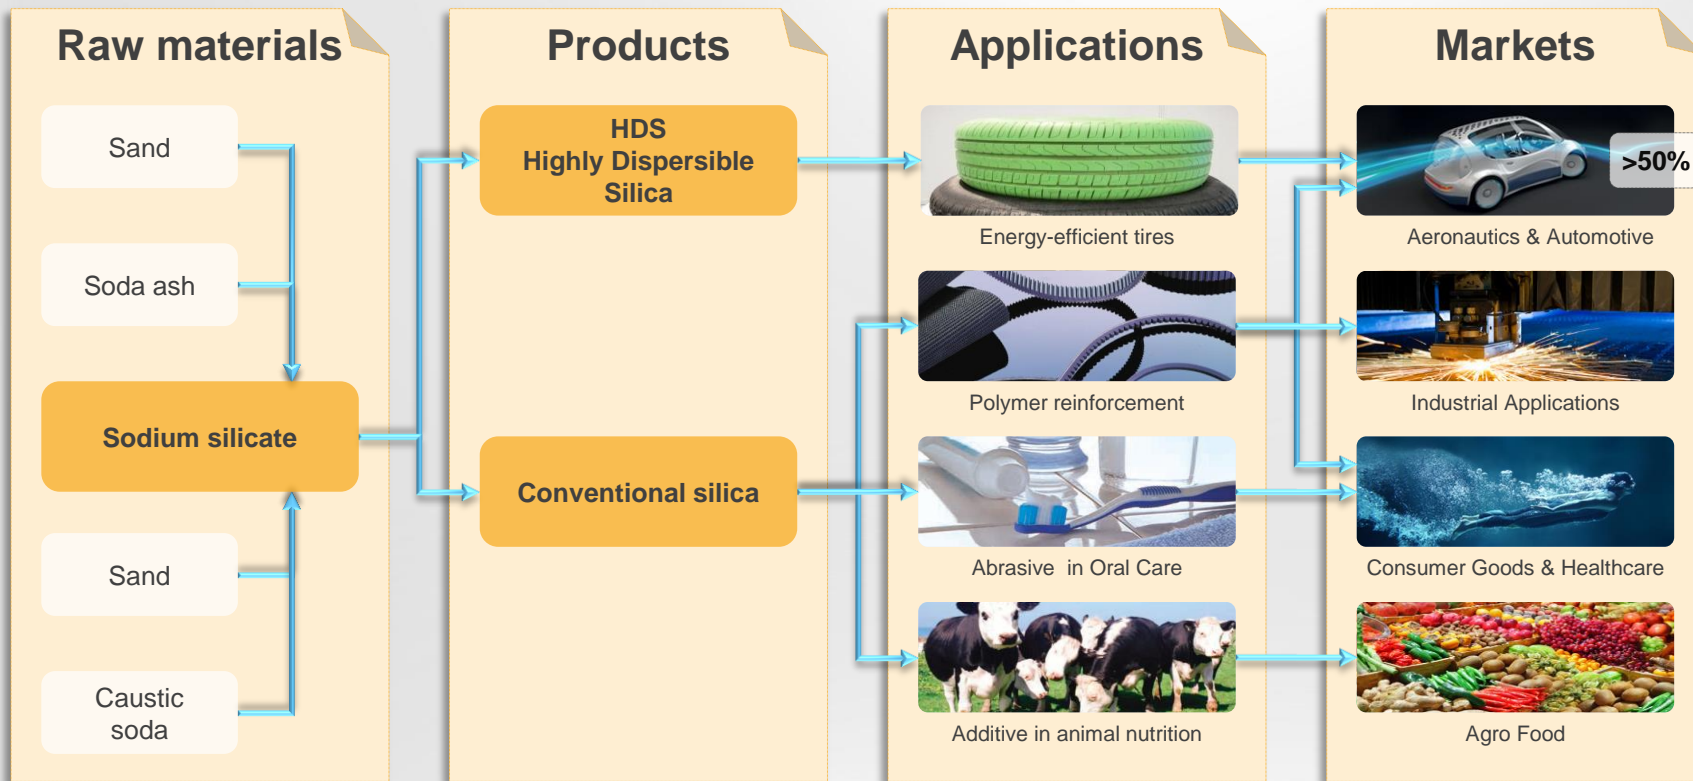 Raw materials
Sand
Soda ash
Sodium silicate
Sand
Caustic
soda
Products
HDS
Highly Dispersible
Silica
Conventional silica
Applications
Energy-efficient tires
Polymer reinforcement
Abrasive in Oral Care
Additive in animal nutrition
Markets
>50%
Aeronautics & Automotive
Industrial Applications
Consumer Goods & Healthcare
Agro Food